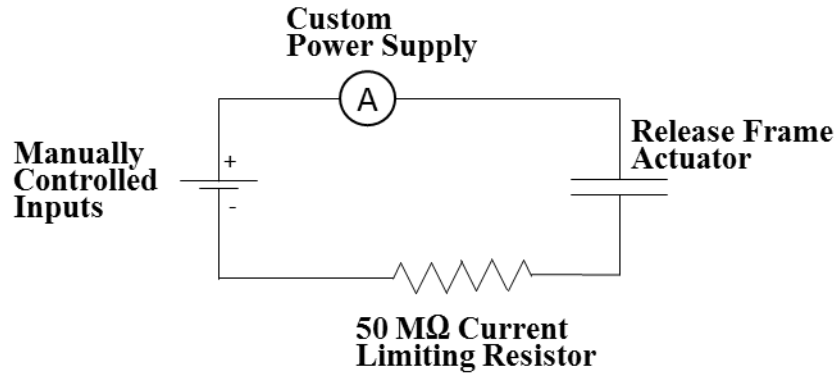 Custom
Power Supply
A
Manually
Controlled
Inputs
+
-
Release Frame
Actuator
50 MΩ Current
Limiting Resistor